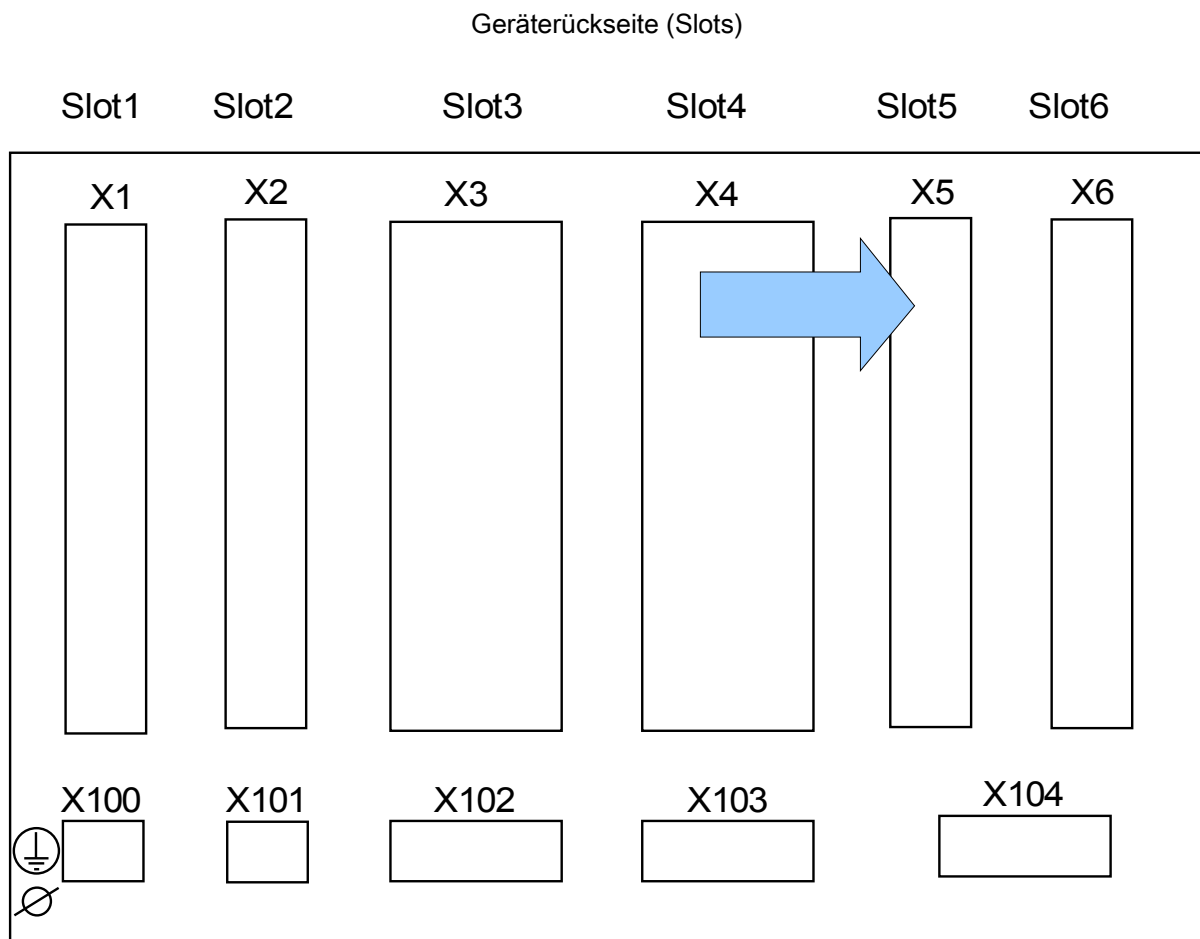 Geräterückseite (Slots)
Slot1 Slot2 Slot3 Slot4 Slot5 Slot6
X1 X2 X3 X4 X5 X6
X100 X101 X102 X103 X104